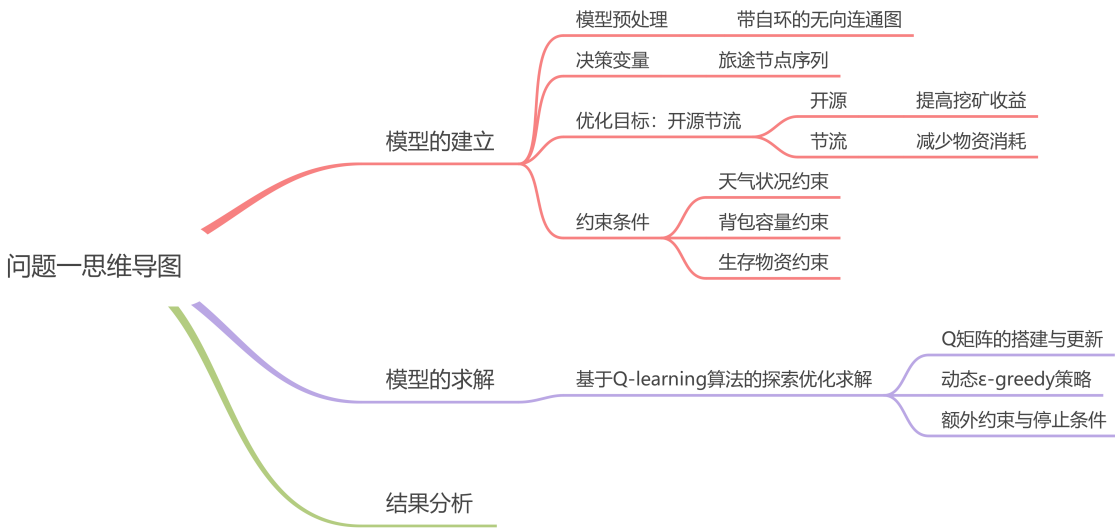 问题一思维导图
模型的建立
模型预处理
带自环的无向连通图
决策变量
旅途节点序列
优化目标：开源节流
开源
提高挖矿收益
节流
减少物资消耗
约束条件
天气状况约束
背包容量约束
生存物资约束
模型的求解
基于Q-learning算法的探索优化求解
Q矩阵的搭建与更新
动态ε-greedy策略
额外约束与停止条件
结果分析